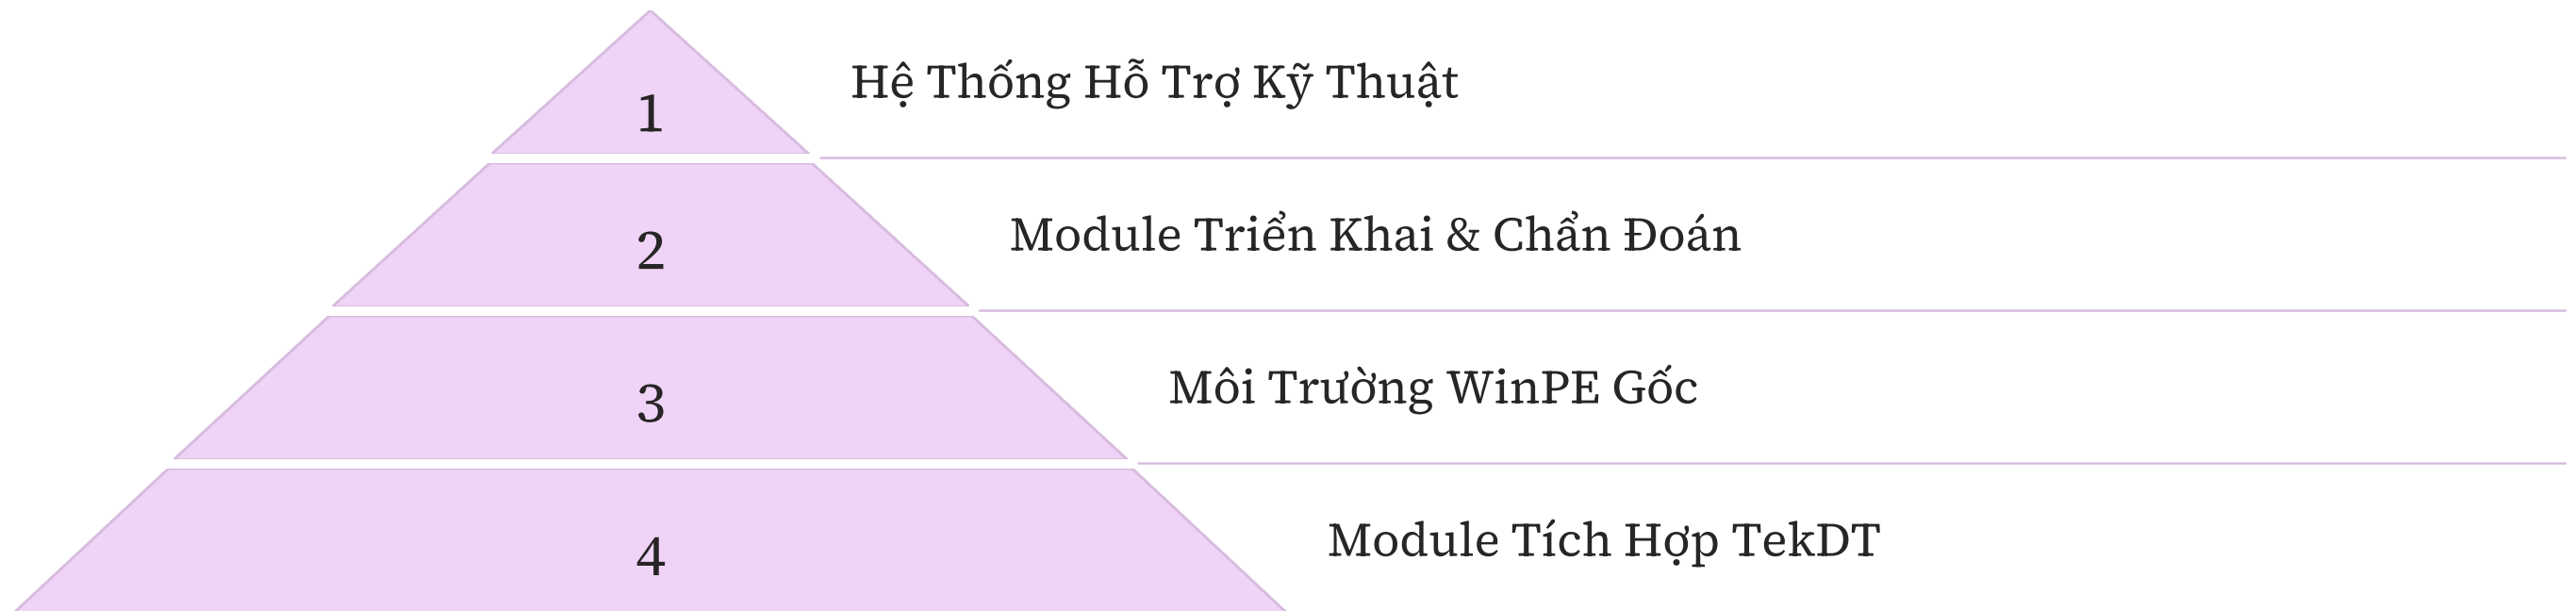 1
Hệ Thống Hỗ Trợ Kỹ Thuật
2
Module Triển Khai & Chẩn Đoán
3
Môi Trường WinPE Gốc
4
Module Tích Hợp TekDT